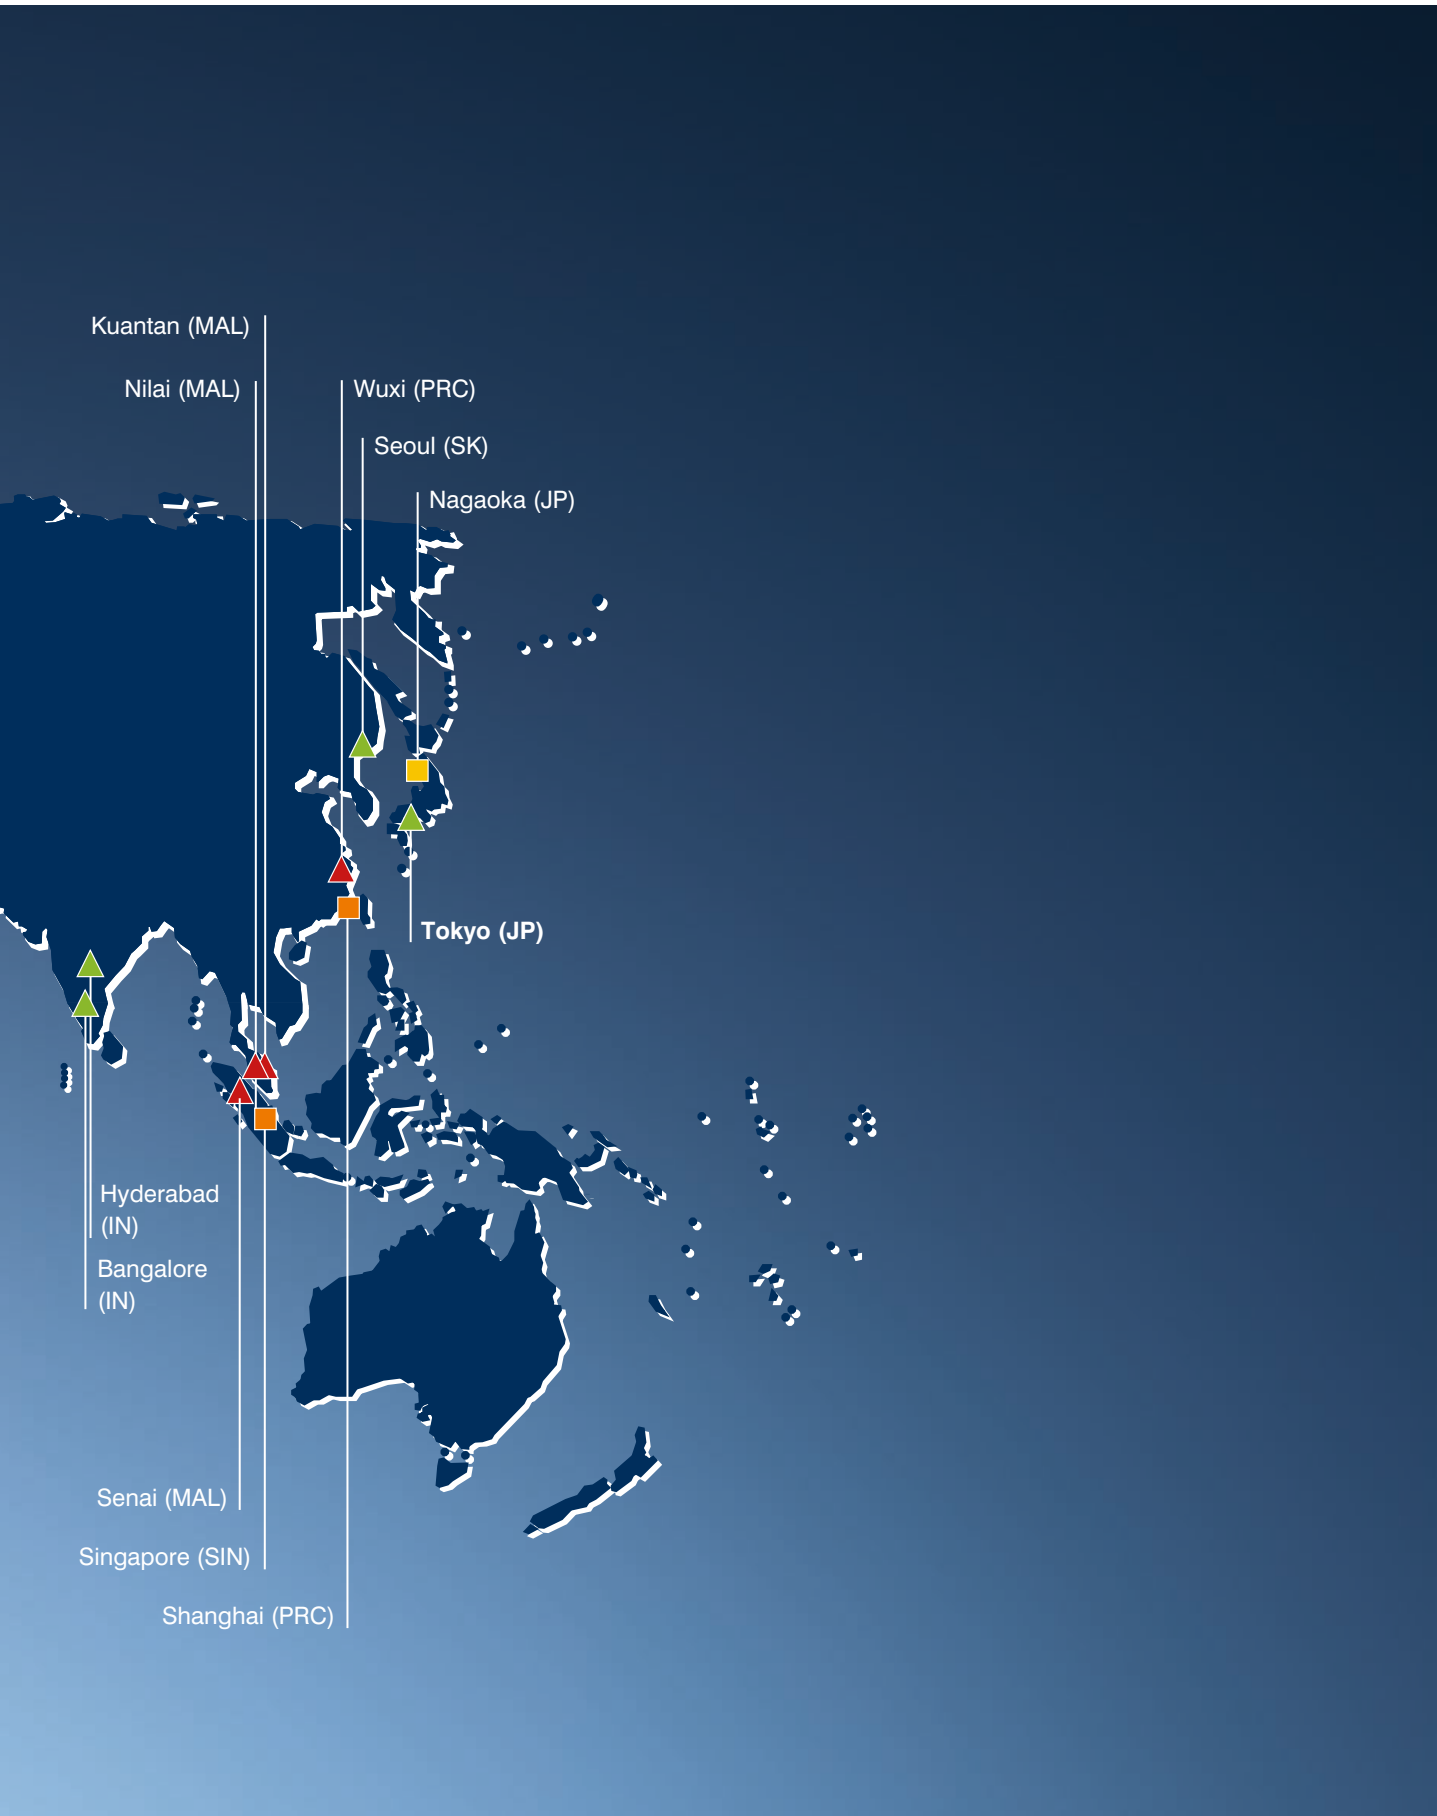 Kuantan (MAL)
Nilai (MAL)
Wuxi (PRC)
Seoul (SK)
Nagaoka (JP)
Tokyo (JP)
Hyderabad
(IN)
Bangalore
(IN)
Senai (MAL)
Singapore (SIN)
Shanghai (PRC)